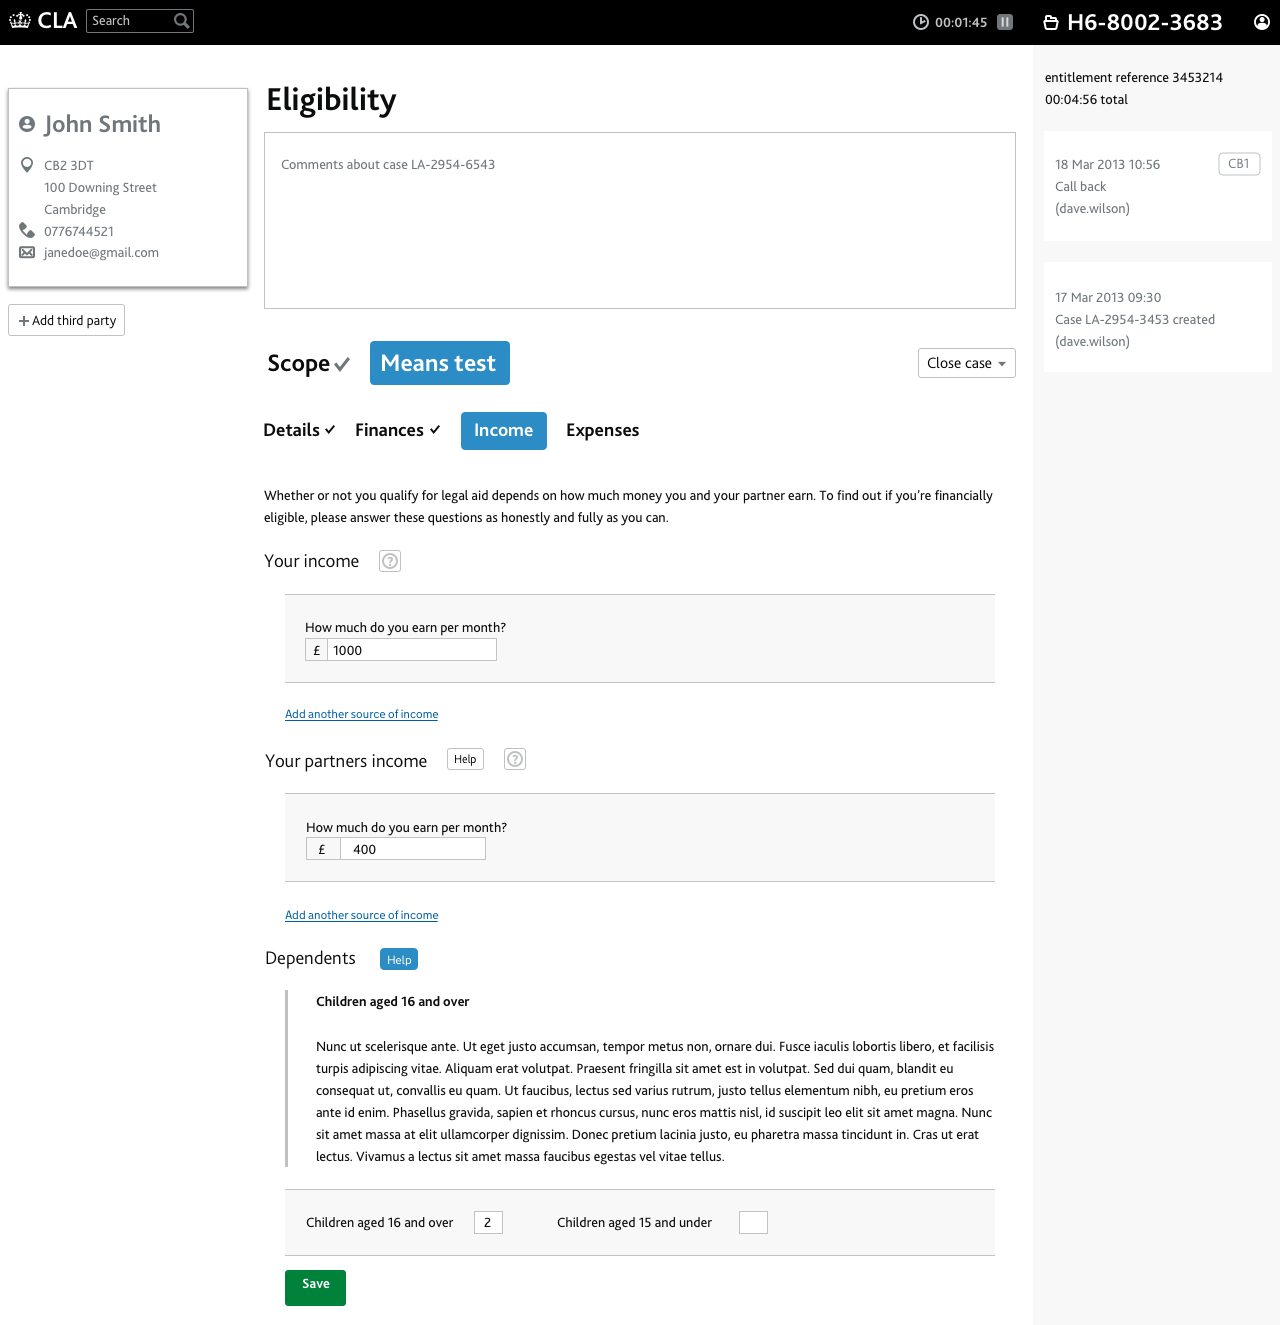 CLA
Search
00:01:45
H6-8002-3683
John Smith
CB2 3DT
100 Downing Street
Cambridge
0776744521
janedoe@gmail.com
Add third party
Eligibility
Comments about case LA-2954-6543
Scope
Means test
Close case
Details
Finances
Income
Expenses
Whether or not you qualify for legal aid depends on how much money you and your partner earn. To find out if you’re financially
eligible, please answer these questions as honestly and fully as you can.
Your income
?
How much do you earn per month?
£ 1000
Add another source of income
Your partners income
Help
?
How much do you earn per month?
£ 400
Add another source of income
Dependents
Help
Children aged 16 and over
Nunc ut scelerisque ante. Ut eget justo accumsan, tempor metus non, ornare dui. Fusce iaculis lobortis libero, et facilisis
turpis adipiscing vitae. Aliquam erat volutpat. Praesent fringilla sit amet est in volutpat. Sed dui quam, blandit eu
consequat ut, convallis eu quam. Ut faucibus, lectus sed varius rutrum, justo tellus elementum nibh, eu pretium eros
ante id enim. Phasellus gravida, sapien et rhoncus cursus, nunc eros mattis nisl, id suscipit leo elit sit amet magna. Nunc
sit amet massa at elit ullamcorper dignissim. Donec pretium lacinia justo, eu pharetra massa tincidunt in. Cras ut erat
lectus. Vivamus a lectus sit amet massa faucibus egestas vel vitae tellus.
Children aged 16 and over 2
Children aged 15 and under
Save
entitlement reference 3453214
00:04:56 total
18 Mar 2013 10:56
CB1
Call back
(dave.wilson)
17 Mar 2013 09:30
Case LA-2954-3453 created
(dave.wilson)